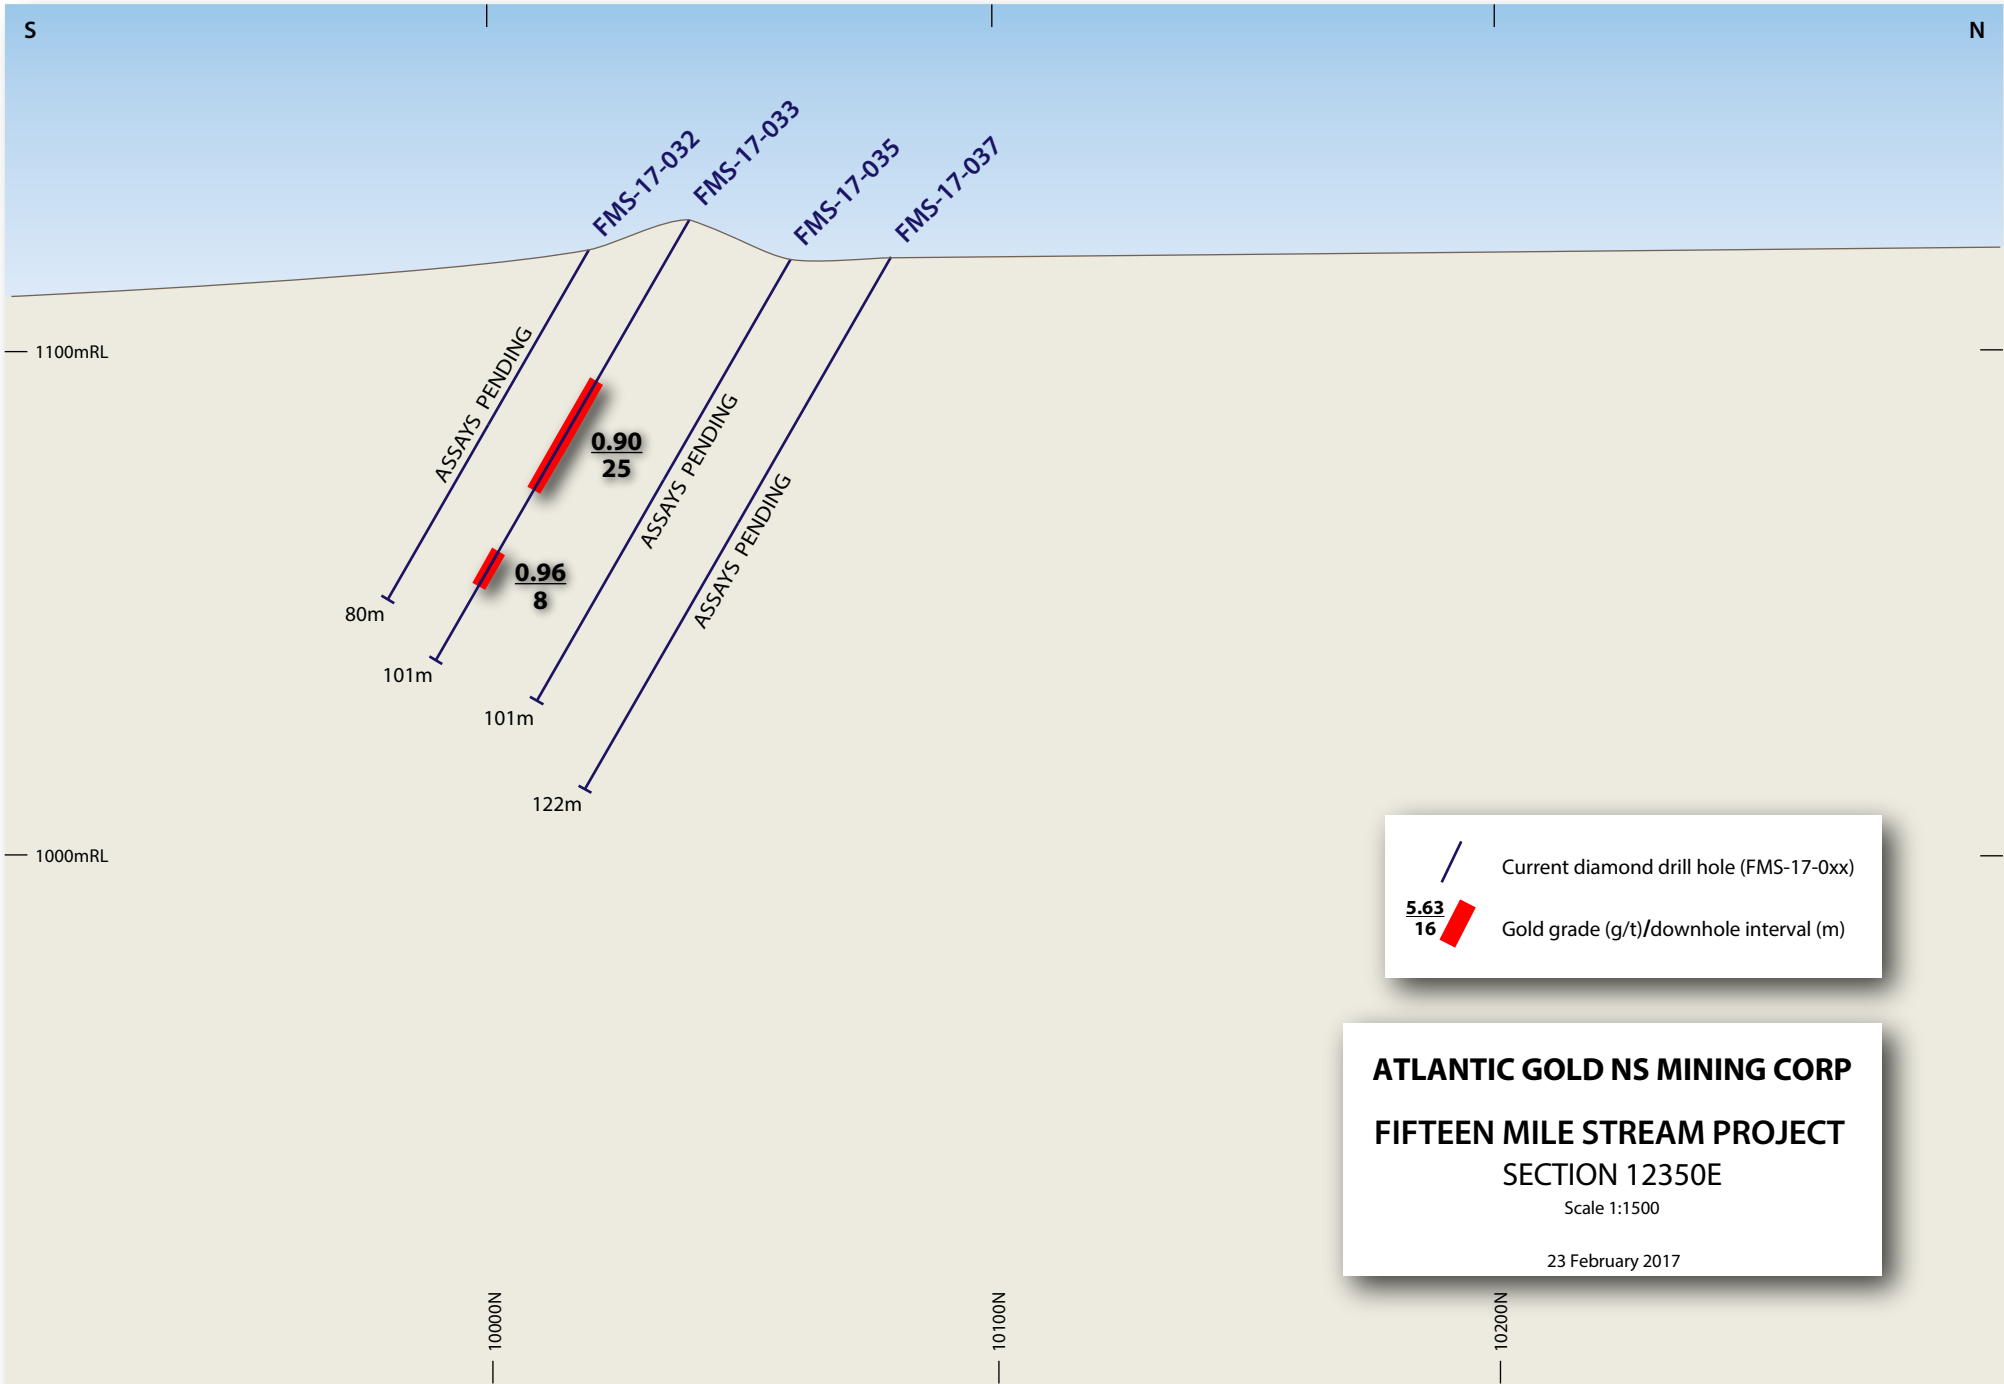 S
N
FMS-17-032
FMS-17-033
FMS-17-035
FMS-17-037
1100mRL
ASSAYS PENDING
0.90
25
ASSAYS PENDING
ASSAYS PENDING
0.96
8
80m
101m
101m
122m
1000mRL
Current diamond drill hole (FMS-17-0xx)
5.63
16
Gold grade (g/t)/downhole interval (m)
ATLANTIC GOLD NS MINING CORP
FIFTEEN MILE STREAM PROJECT
SECTION 12350E
Scale 1:1500
23 February 2017
10000N
10100N
10200N